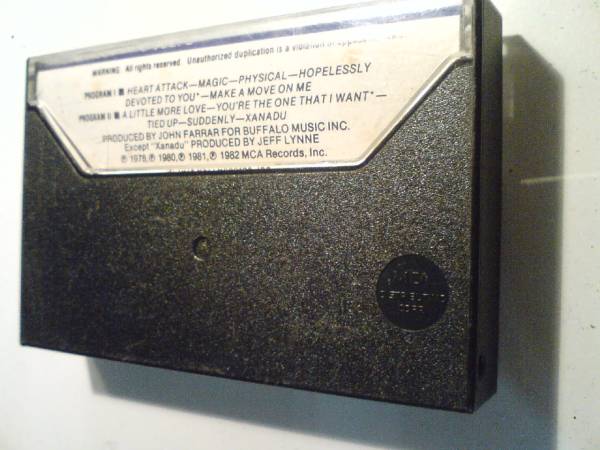 WARNING: All rights reserved. Unauthorized duplication is a violation of
PROGRAM I ■ HEART ATTACK—MAGIC—PHYSICAL—HOPELESSLY
DEVOTED TO YOU*—MAKE A MOVE ON ME
PROGRAM II ■ A LITTLE MORE LOVE—YOU'RE THE ONE THAT I WANT*—
TIED UP—SUDDENLY—XANADU
PRODUCED BY JOHN FARRAR FOR BUFFALO MUSIC INC.
Except "Xanadu" PRODUCED BY JEFF LYNNE
℗ 1978, ℗ 1980, ℗ 1981, ℗ 1982 MCA Records, Inc.
MCA
DISTRIBUTING
CORP.